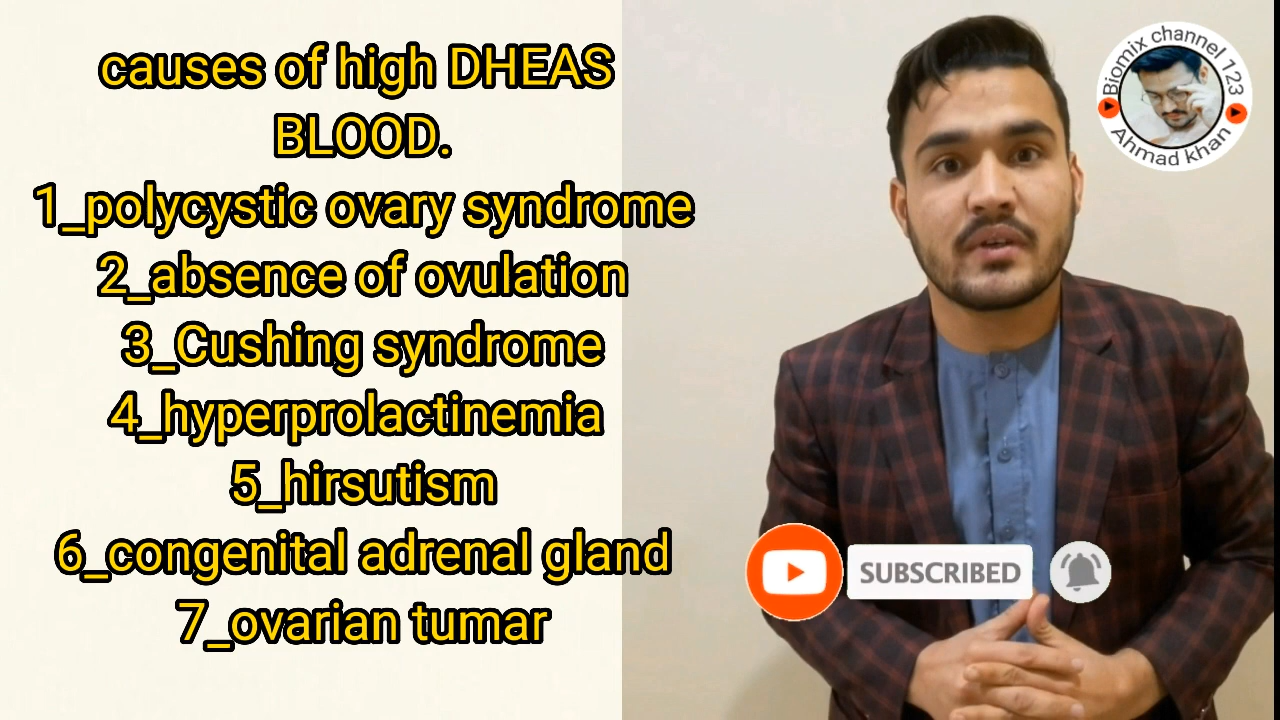 causes of high DHEAS
BLOOD.
1_polycystic ovary syndrome
2_absence of ovulation
3_Cushing syndrome
4_hyperprolactinemia
5_hirsutism
6_congenital adrenal gland
7_ovarian tumar
Biomix channel 123
Ahmad khan
SUBSCRIBED